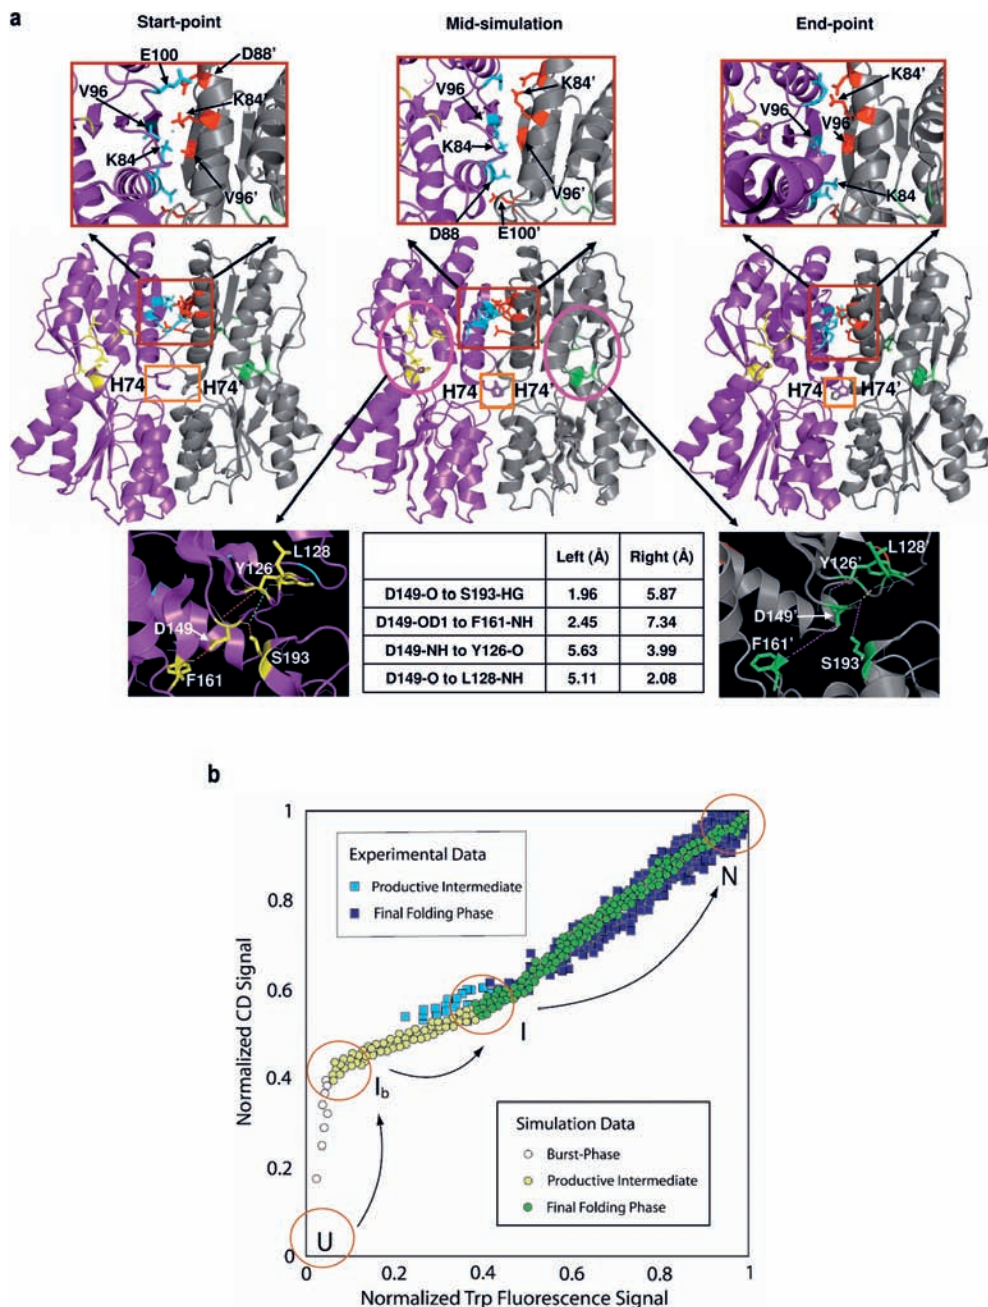 a
Start-point
Mid-simulation
End-point
E100
D88'
V96
K84'
K84
V96'
V96
K84'
K84
V96'
D88
E100'
K84'
V96
V96'
K84
H74
H74'
H74
H74'
H74
H74'
L128
Y126
D149
S193
F161
Left (Å) Right (Å)
D149-O to S193-HG 1.96 5.87
D149-OD1 to F161-NH 2.45 7.34
D149-NH to Y126-O 5.63 3.99
D149-O to L128-NH 5.11 2.08
L128'
Y126'
D149'
F161'
S193'
b
Normalized CD Signal
1
0.8
0.6
0.4
0.2
0
Experimental Data
Productive Intermediate
Final Folding Phase
N
I
Ib
U
Simulation Data
Burst-Phase
Productive Intermediate
Final Folding Phase
0 0.2 0.4 0.6 0.8 1
Normalized Trp Fluorescence Signal